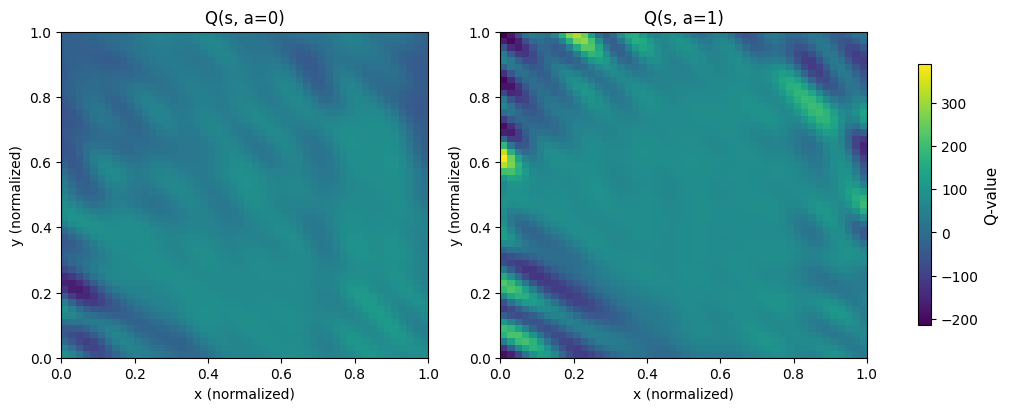 Q(s, a=0)
Q(s, a=1)
1.0
0.8
0.6
0.4
0.2
0.0
y (normalized)
0.0 0.2 0.4 0.6 0.8 1.0
x (normalized)
1.0
0.8
0.6
0.4
0.2
0.0
y (normalized)
0.0 0.2 0.4 0.6 0.8 1.0
x (normalized)
300
200
100
0
−100
−200
Q-value